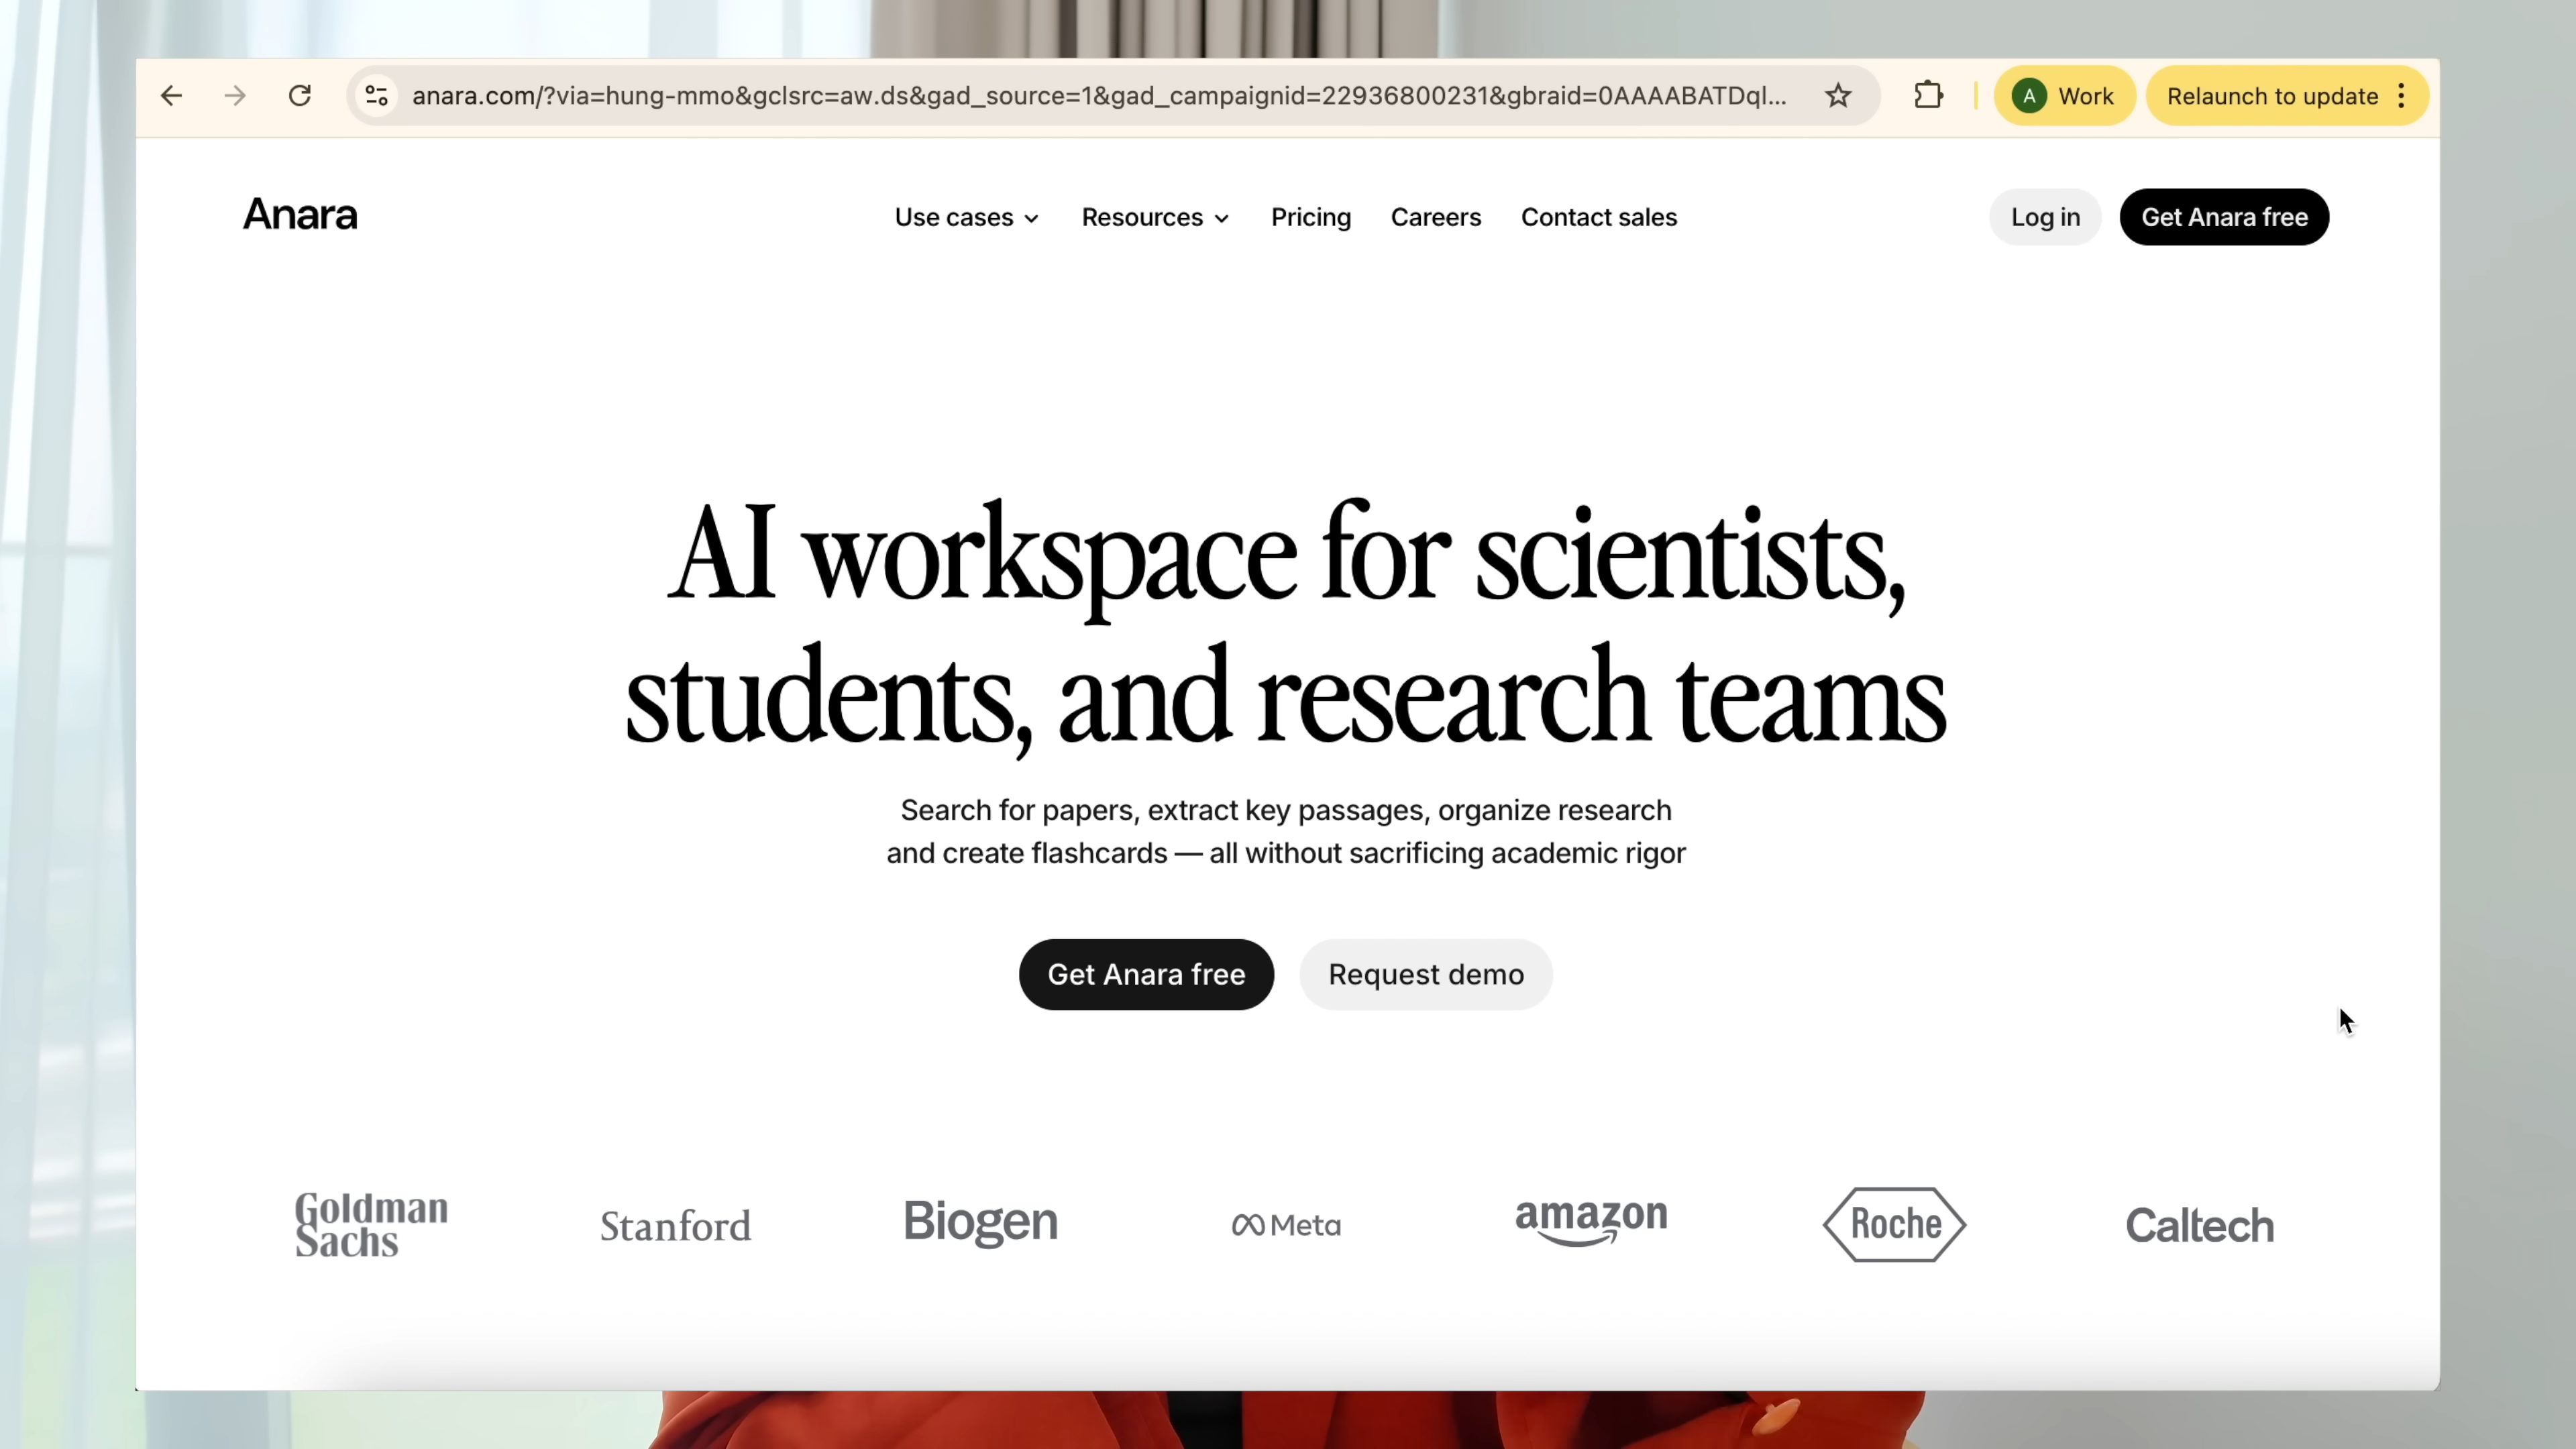 anara.com/?via=hung-mmo&gclsrc=aw.ds&gad_source=1&gad_campaignid=22936800231&gbraid=0AAAABATDqI...
A Work
Relaunch to update
Anara
Use cases
Resources
Pricing
Careers
Contact sales
Log in
Get Anara free
AI workspace for scientists,
students, and research teams
Search for papers, extract key passages, organize research
and create flashcards — all without sacrificing academic rigor
Get Anara free
Request demo
Goldman
Sachs
Stanford
Biogen
Meta
amazon
Roche
Caltech